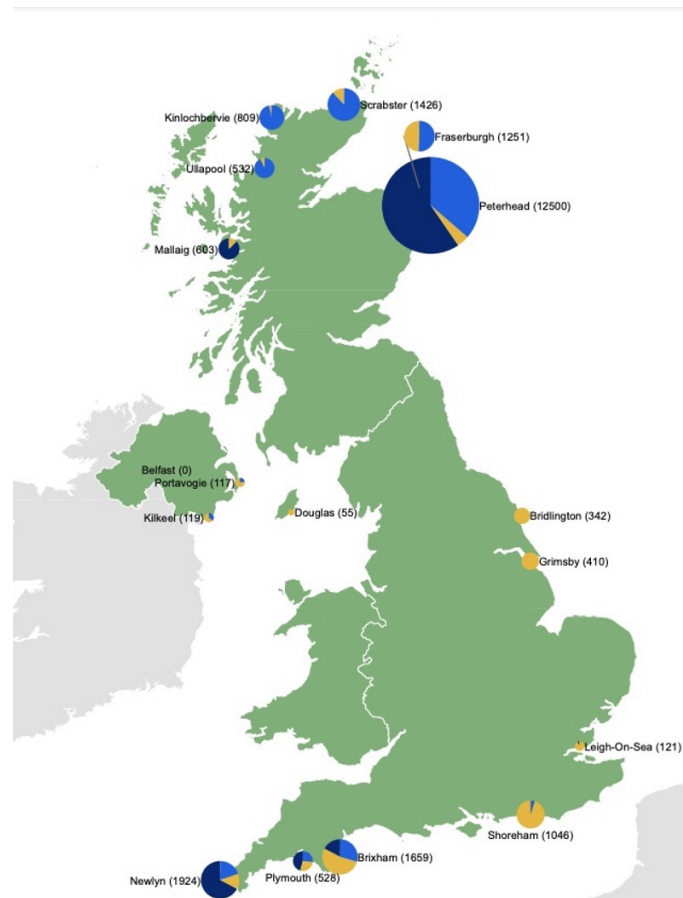 Scrabster (1426)
Kinlochbervie (809)
Fraserburgh (1251)
Ullapool (532)
Peterhead (12500)
Mallaig (603)
Belfast (0)
Portavogie (117)
Douglas (55)
Kilkeel (119)
Bridlington (342)
Grimsby (410)
Leigh-On-Sea (121)
Shoreham (1046)
Brixham (1659)
Plymouth (528)
Newlyn (1924)